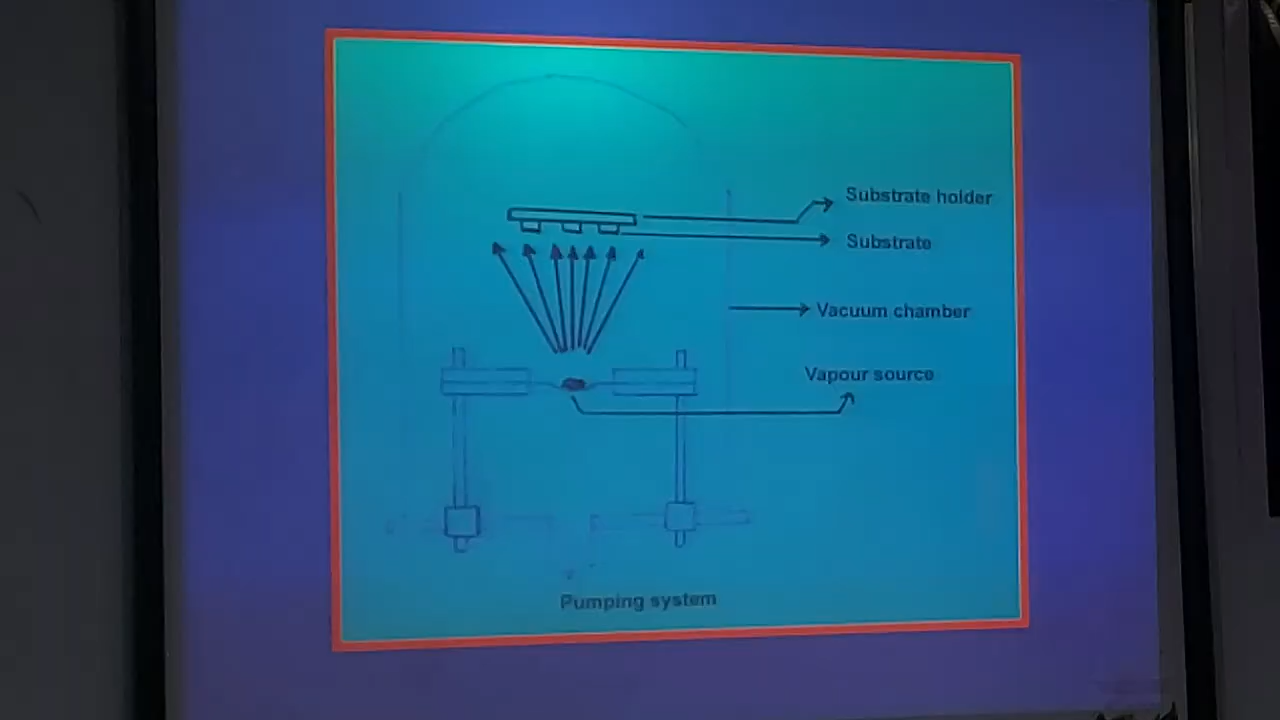 Substrate holder
Substrate
Vacuum chamber
Vapour source
Pumping system